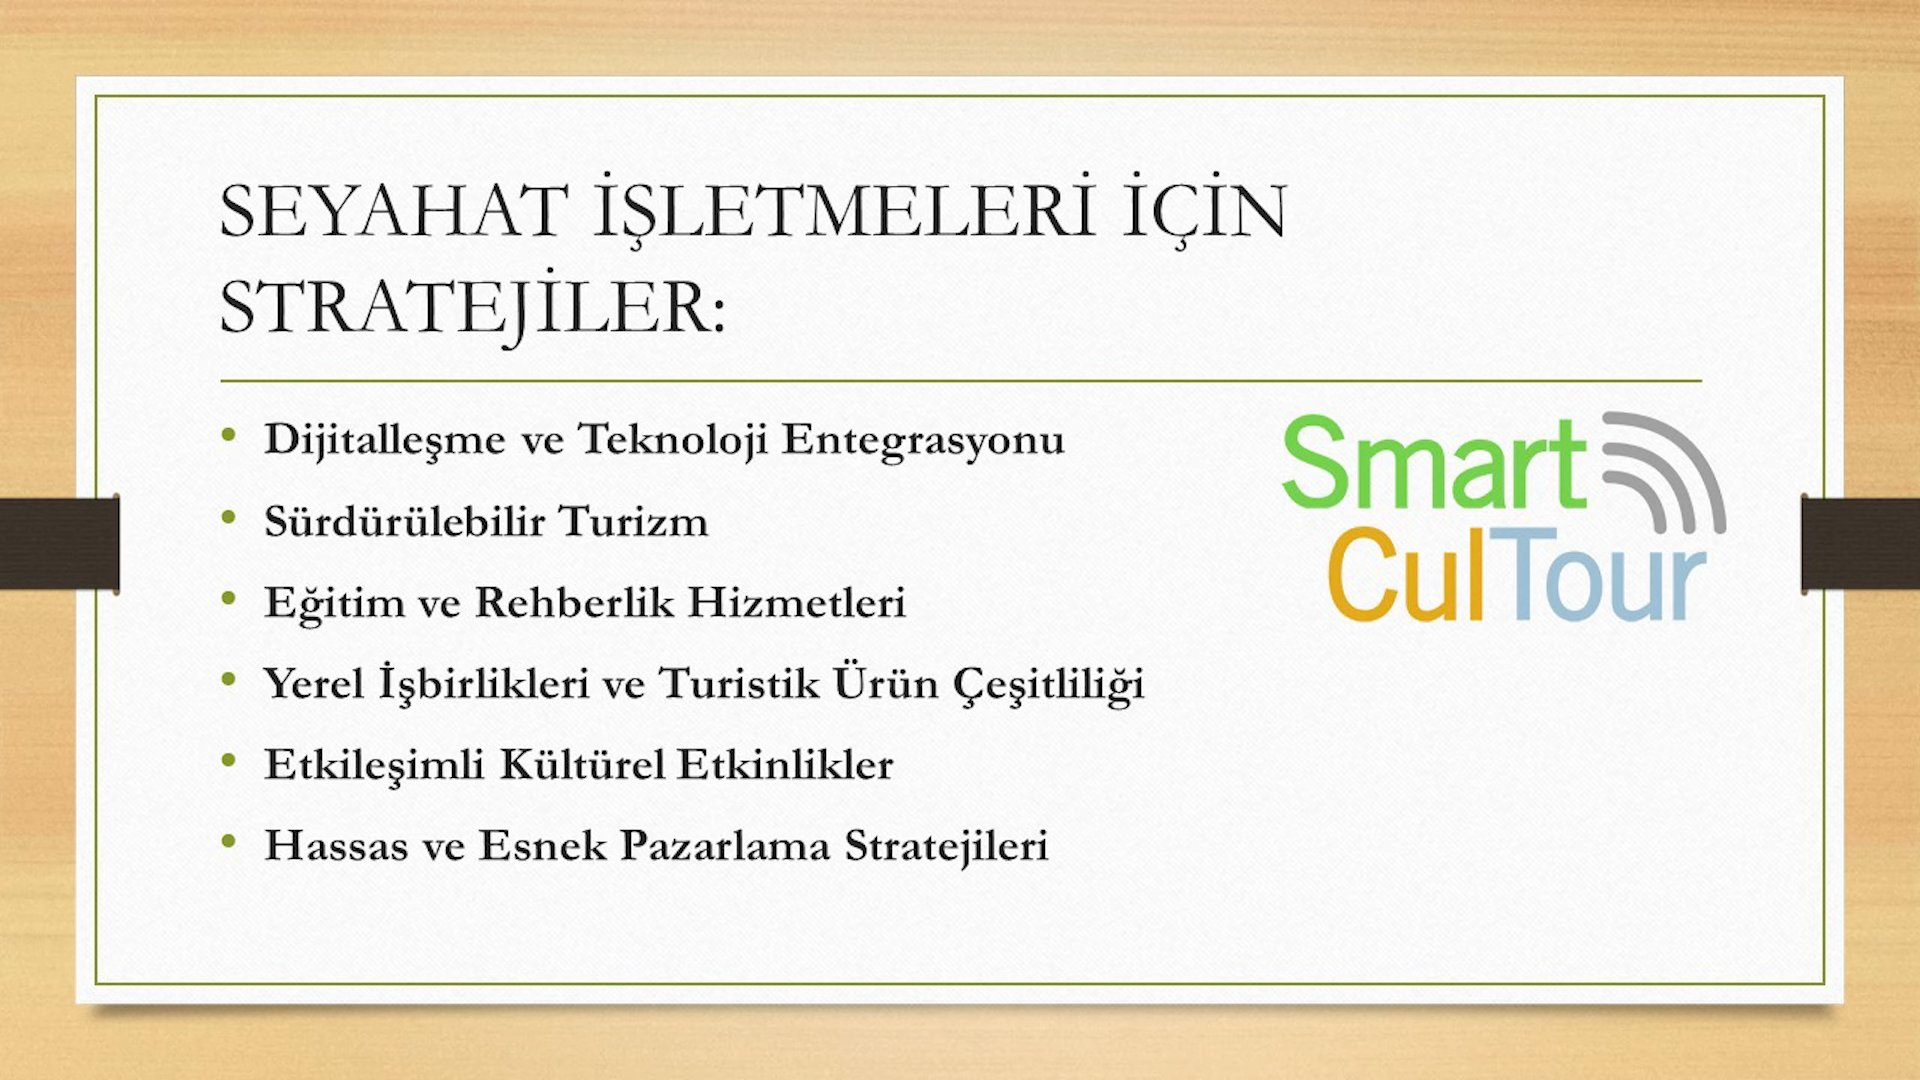 SEYAHAT İŞLETMELERİ İÇİN
STRATEJİLER:
• Dijitalleşme ve Teknoloji Entegrasyonu
• Sürdürülebilir Turizm
• Eğitim ve Rehberlik Hizmetleri
• Yerel İşbirlikleri ve Turistik Ürün Çeşitliliği
• Etkileşimli Kültürel Etkinlikler
• Hassas ve Esnek Pazarlama Stratejileri
Smart
CulTour